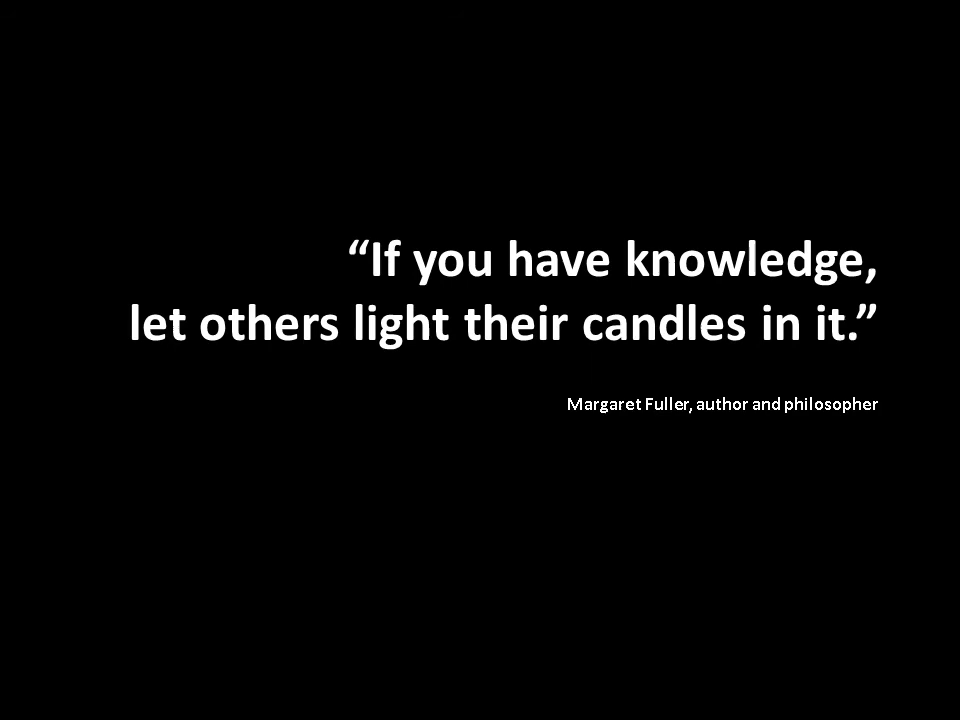 “If you have knowledge,
let others light their candles in it.”
Margaret Fuller, author and philosopher